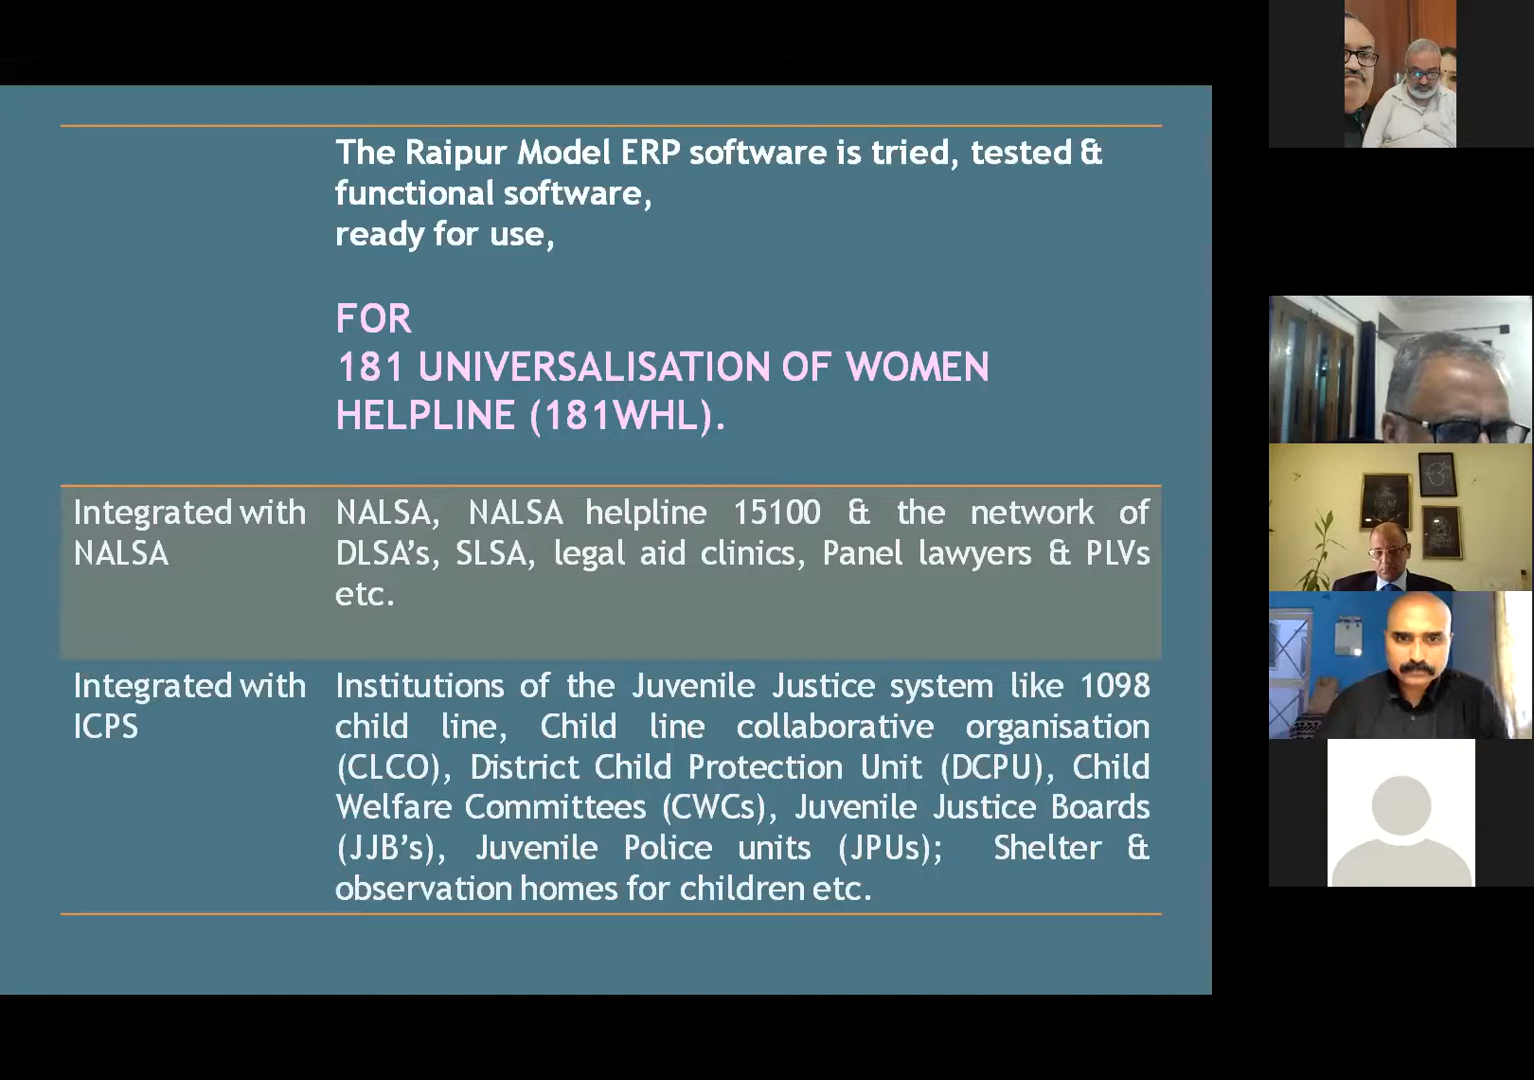 The Raipur Model ERP software is tried, tested &
functional software,
ready for use,
FOR
181 UNIVERSALISATION OF WOMEN
HELPLINE (181WHL).
Integrated with
NALSA
NALSA, NALSA helpline 15100 & the network of
DLSA’s, SLSA, legal aid clinics, Panel lawyers & PLVs
etc.
Integrated with
ICPS
Institutions of the Juvenile Justice system like 1098
child line, Child line collaborative organisation
(CLCO), District Child Protection Unit (DCPU), Child
Welfare Committees (CWCs), Juvenile Justice Boards
(JJB’s), Juvenile Police units (JPUs); Shelter &
observation homes for children etc.